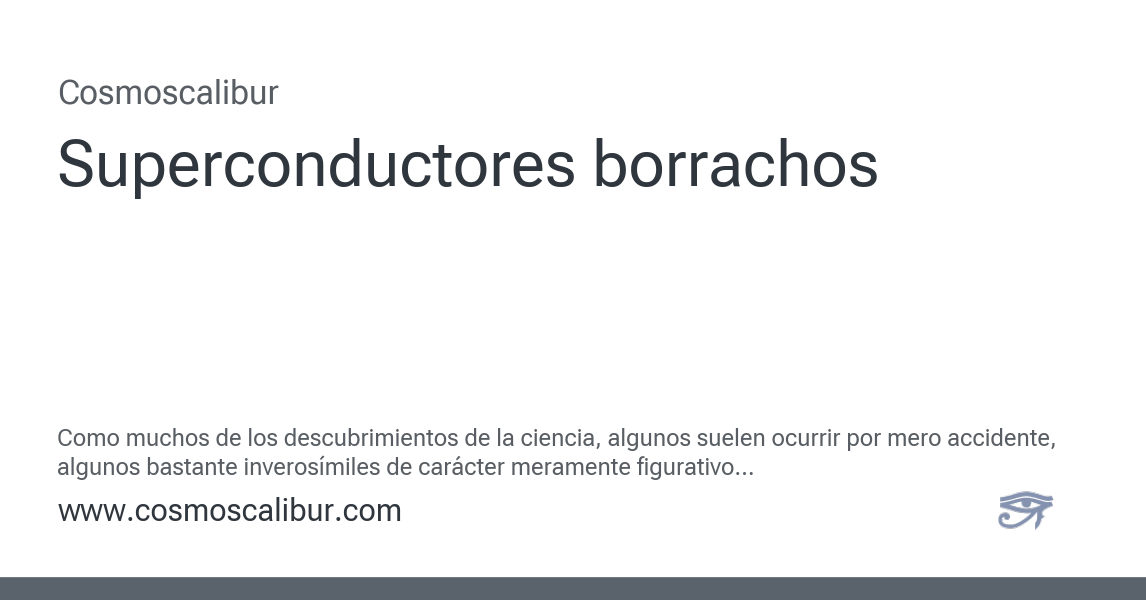 Cosmoscalibur
Superconductores borrachos
Como muchos de los descubrimientos de la ciencia, algunos suelen ocurrir por mero accidente,
algunos bastante inverosímiles de carácter meramente figurativo...
www.cosmoscalibur.com